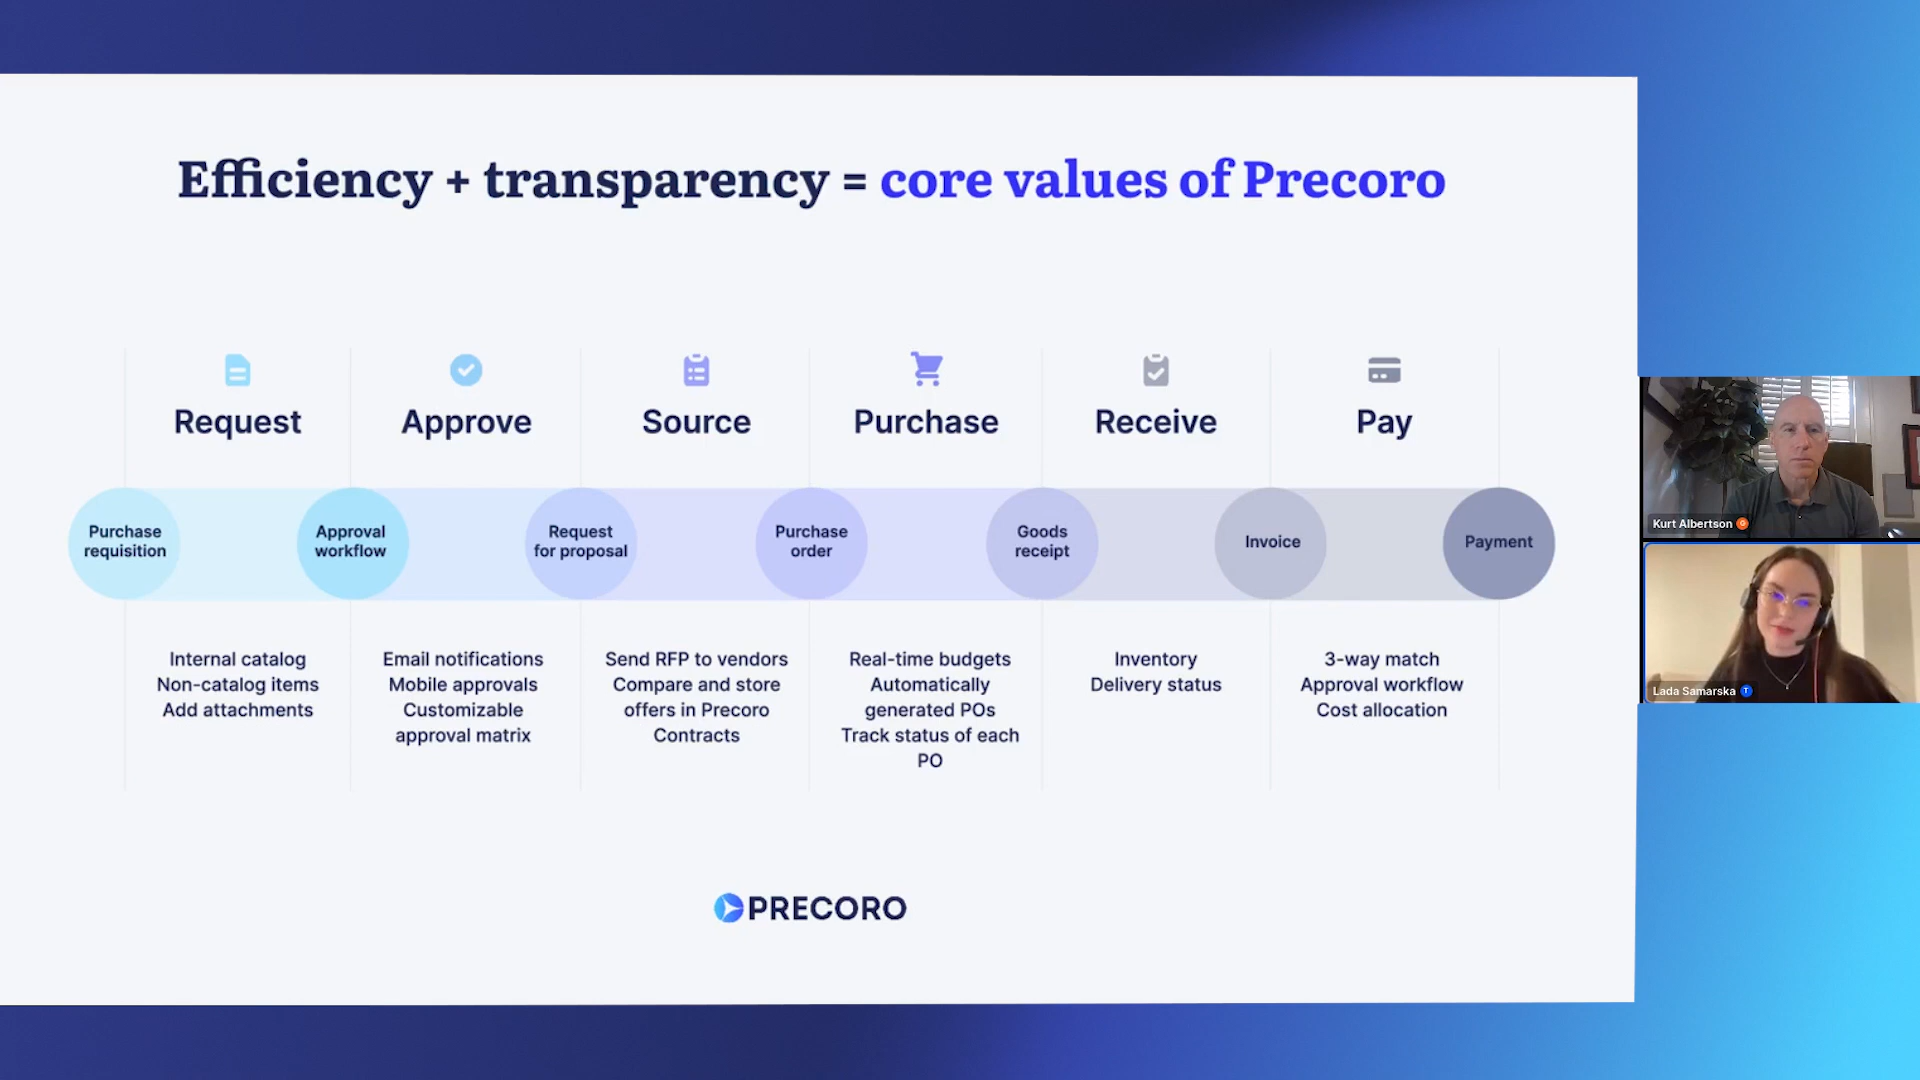 Efficiency + transparency = core values of Precoro
Request
Approve
Source
Purchase
Receive
Pay
Purchase
requisition
Approval
workflow
Request
for proposal
Purchase
order
Goods
receipt
Invoice
Payment
Internal catalog
Non-catalog items
Add attachments
Email notifications
Mobile approvals
Customizable
approval matrix
Send RFP to vendors
Compare and store
offers in Precoro
Contracts
Real-time budgets
Automatically
generated POs
Track status of each
PO
Inventory
Delivery status
3-way match
Approval workflow
Cost allocation
PRECORO
Kurt Albertson
Lada Samarska